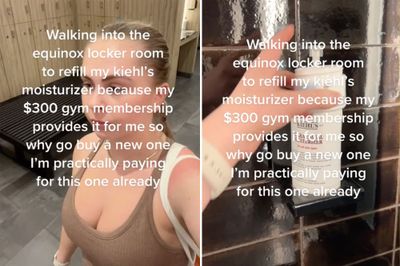 Walking into the
equinox locker room
to refill my kiehl's
moisturizer because my
$300 gym membership
provides it for me so
why go buy a new one
I'm practically paying
for this one already
Walking into the
equinox locker room
to refill my kiehl's
moisturizer because my
$300 gym membership
provides it for me so
why go buy a new one
I'm practically paying
for this one already